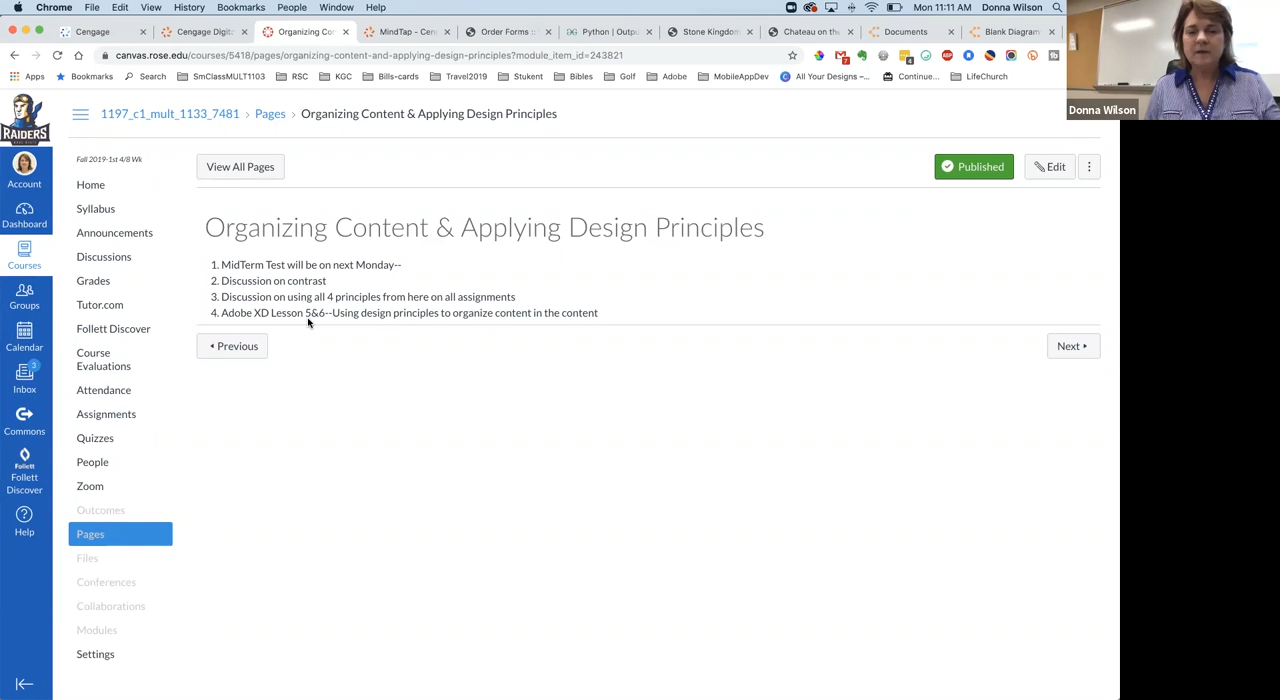 Chrome File Edit View History Bookmarks People Window Help Mon 11:11 AM Donna Wilson
Cengage Cengage Digit Organizing Co MindTap - Cen Order Forms :: Python | Outp Stone Kingdom Chateau on the Documents Blank Diagram
canvas.rose.edu/courses/5418/pages/organizing-content-and-applying-design-principles?module_item_id=243821
Apps Bookmarks Search SmClassMULT1103 RSC KGC Bills-cards Travel2019 Stukent Bibles Golf Adobe MobileAppDev All Your Designs –... Continue... LifeChurch
Donna Wilson
RAIDERS
Account
Dashboard
Courses
Groups
Calendar
3
Inbox
Commons
Follett
Follett
Discover
Help
1197_c1_mult_1133_7481 › Pages › Organizing Content & Applying Design Principles
Fall 2019-1st 4/8 Wk
Home
Syllabus
Announcements
Discussions
Grades
Tutor.com
Follett Discover
Course
Evaluations
Attendance
Assignments
Quizzes
People
Zoom
Outcomes
Pages
Files
Conferences
Collaborations
Modules
Settings
View All Pages Published Edit
Organizing Content & Applying Design Principles
1. MidTerm Test will be on next Monday--
2. Discussion on contrast
3. Discussion on using all 4 principles from here on all assignments
4. Adobe XD Lesson 5&6--Using design principles to organize content in the content
Previous Next